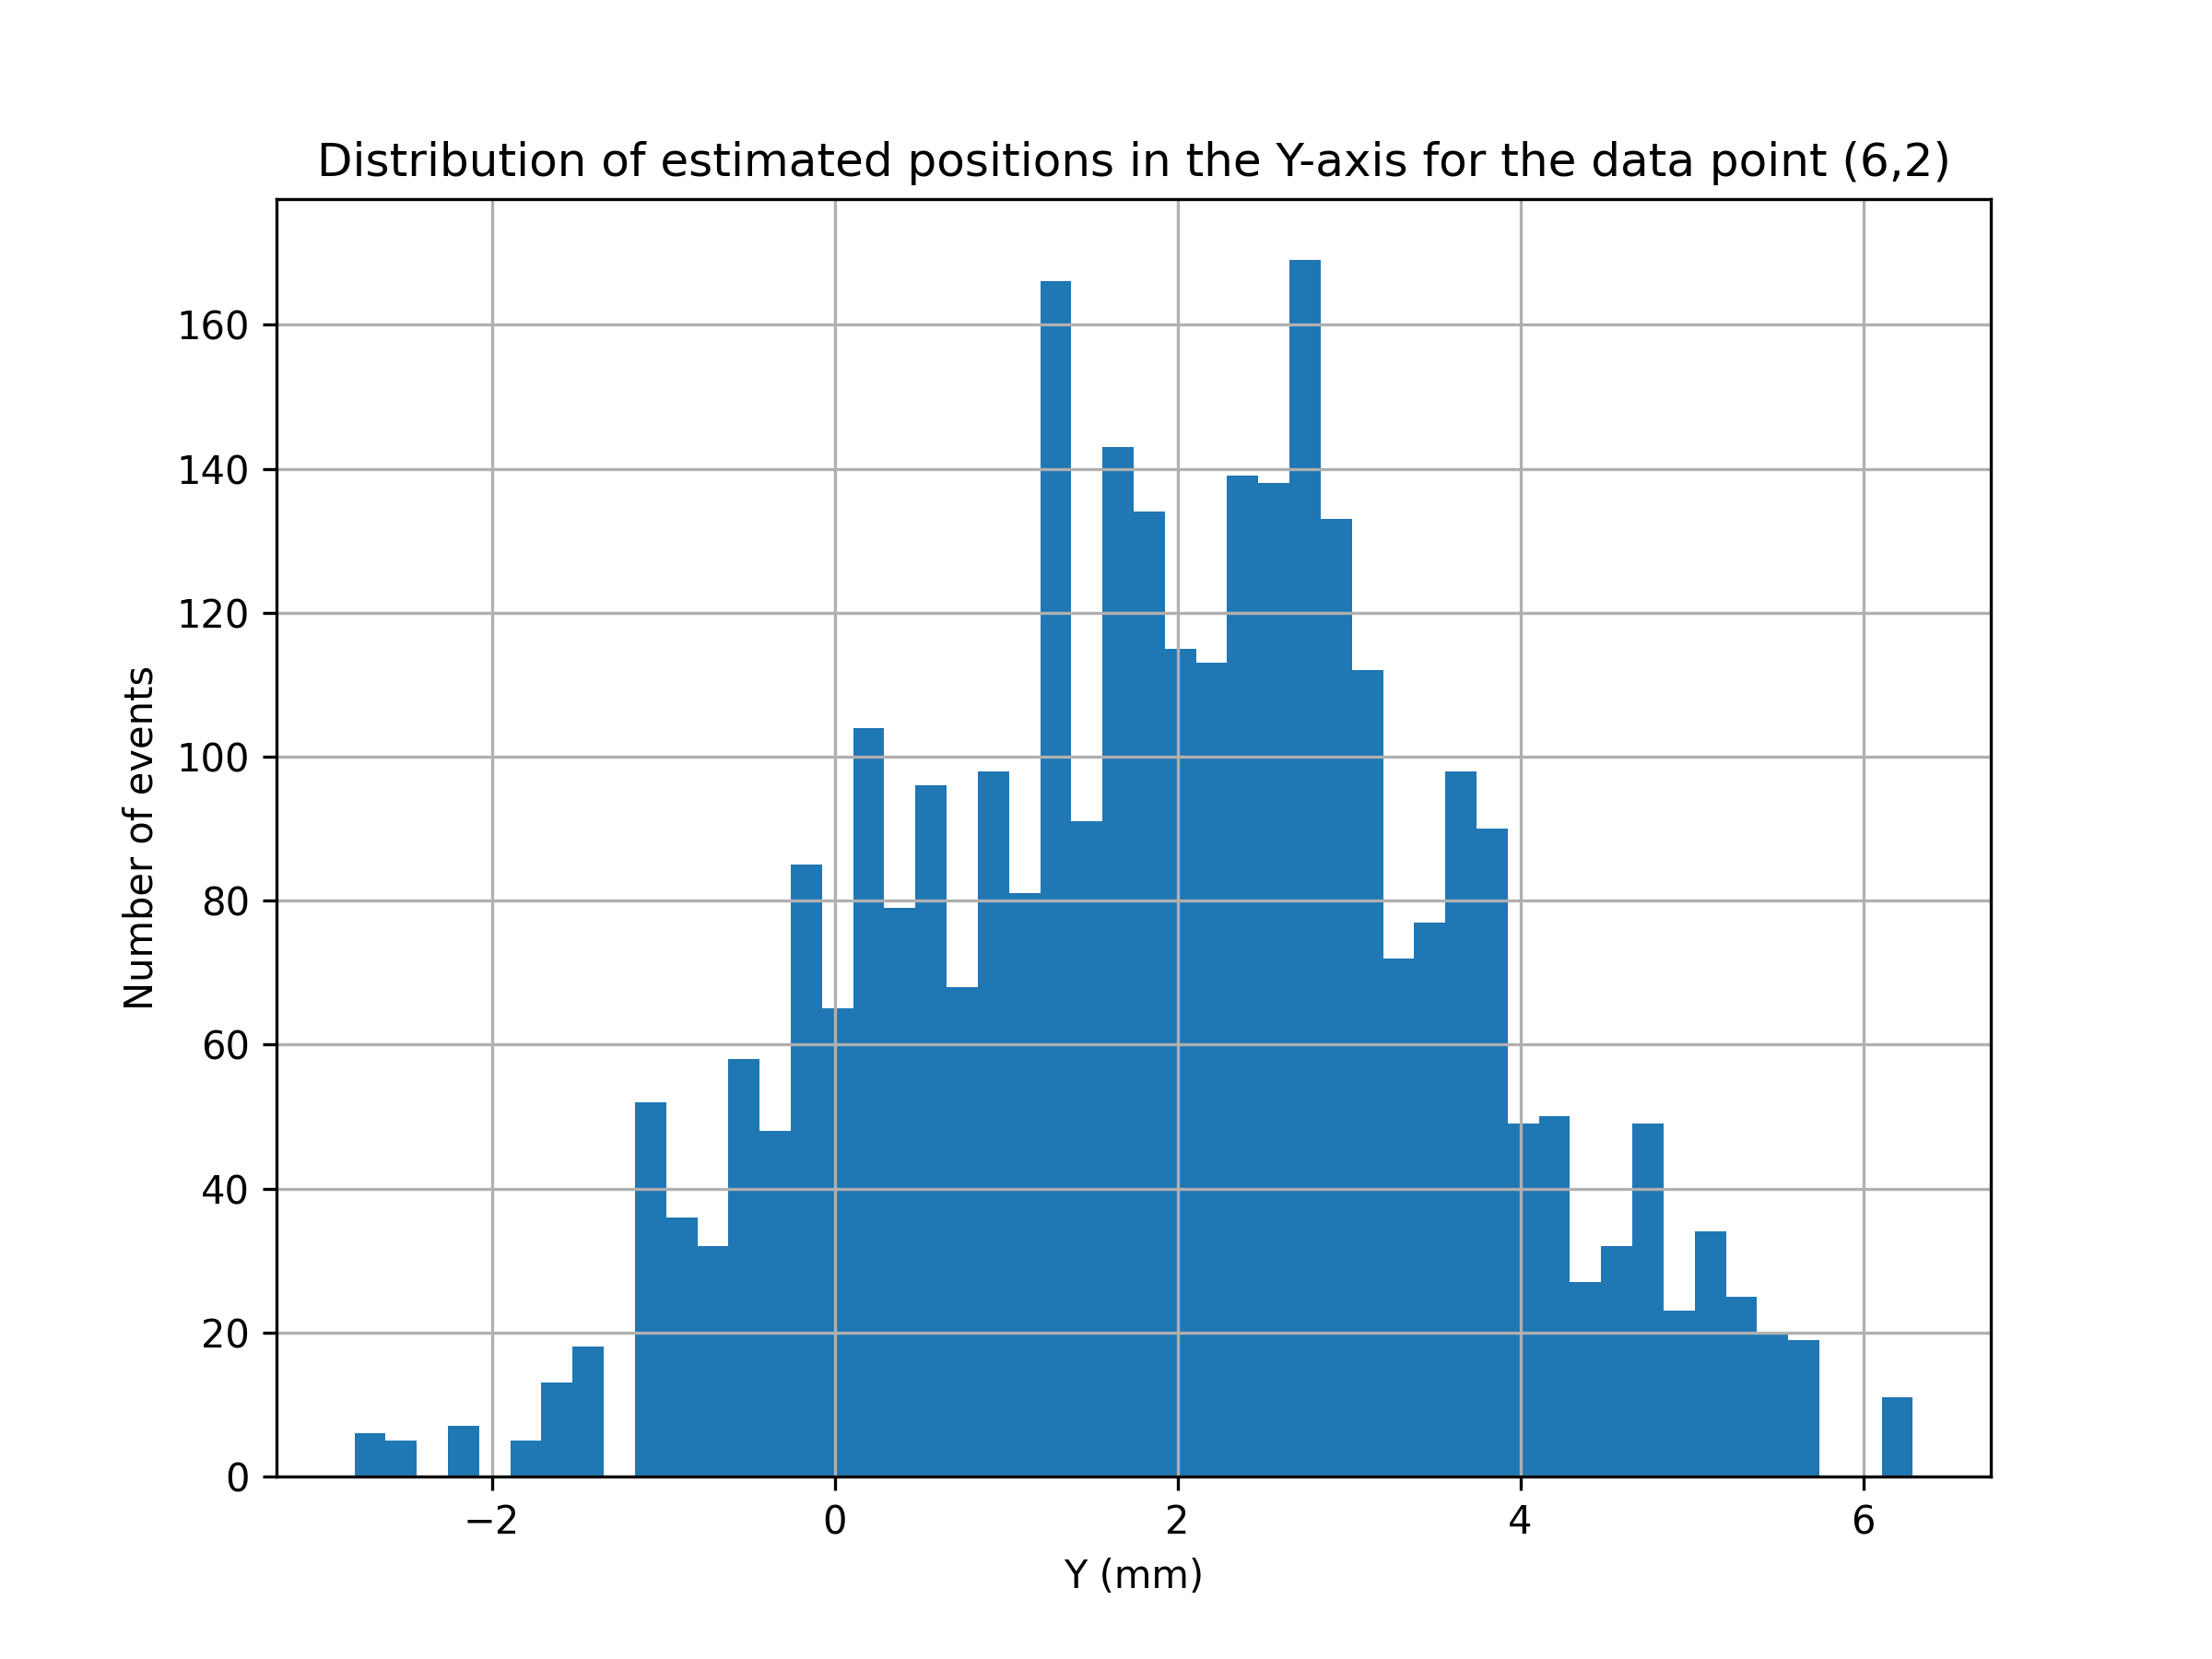 Distribution of estimated positions in the Y-axis for the data point (6,2)
160
140
120
100
80
60
40
20
0
Number of events
−2 0 2 4 6
Y (mm)